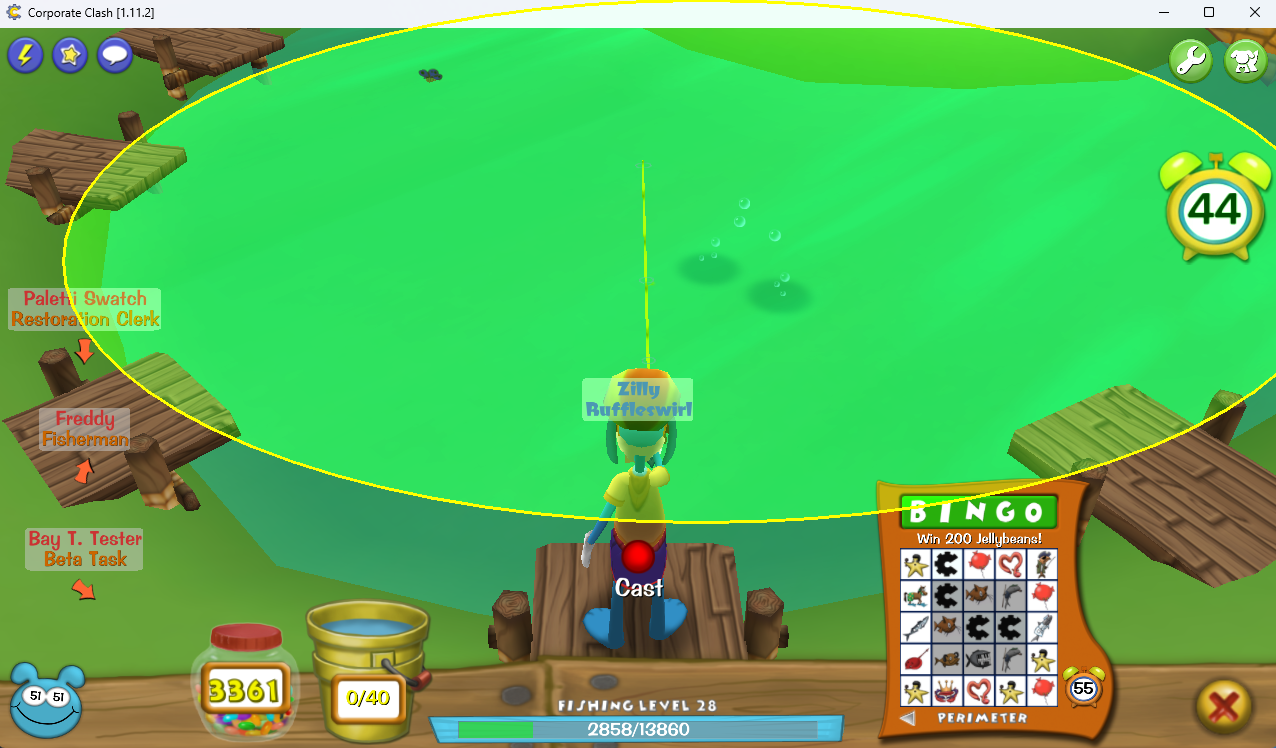 Corporate Clash [1.11.2]
44
Paletti Swatch
Restoration Clerk
Zilly
Ruffleswirl
Freddy
Fisherman
BINGO
Win 200 Jellybeans!
Bay T. Tester
Beta Task
Cast
51 51
3361
0/40
55
FISHING LEVEL 28
2858/13860
PERIMETER